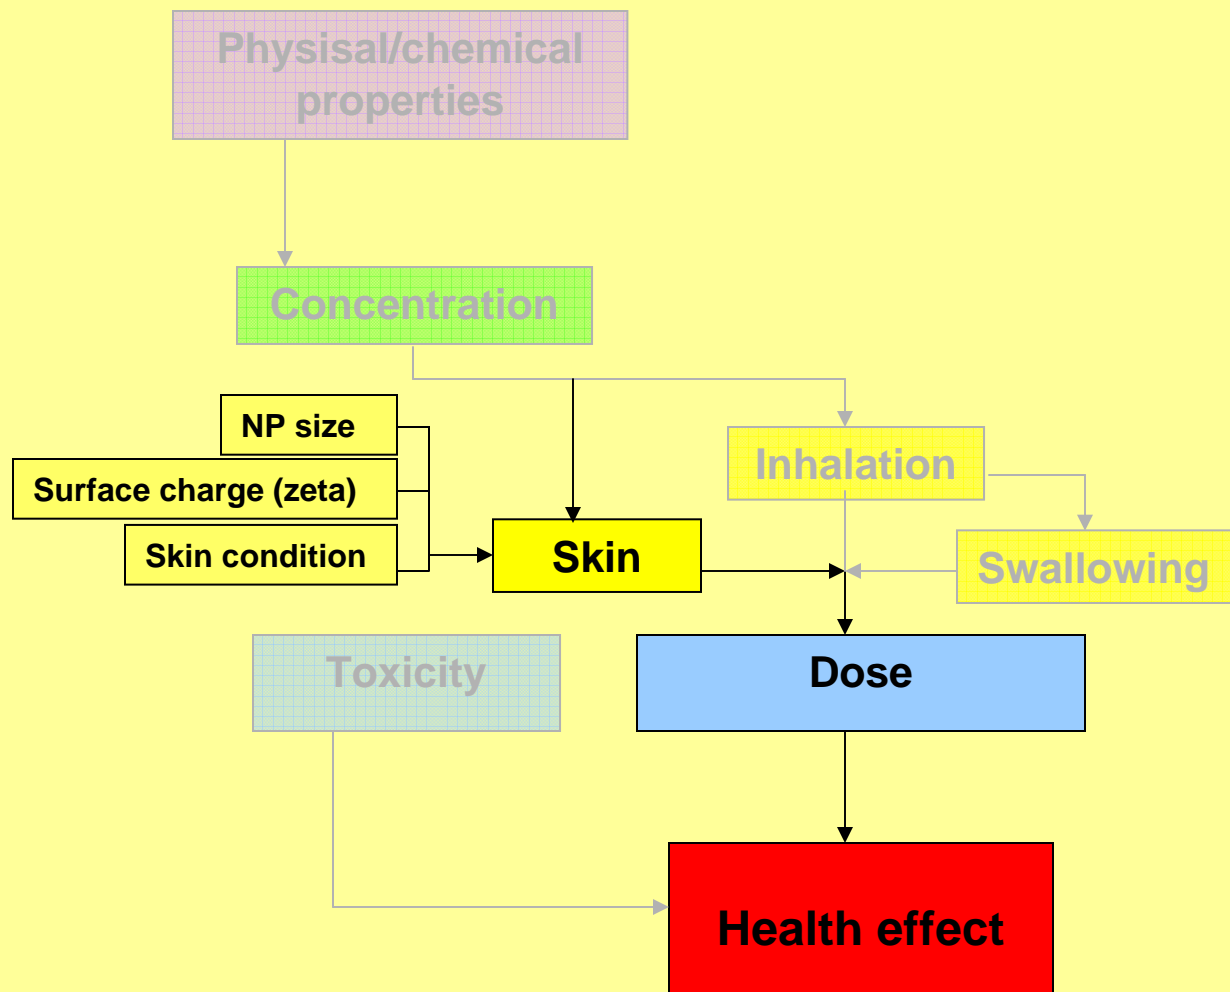 Physisal/chemical
properties
Concentration
NP size
Surface charge (zeta)
Skin condition
Inhalation
Skin
Swallowing
Toxicity
Dose
Health effect